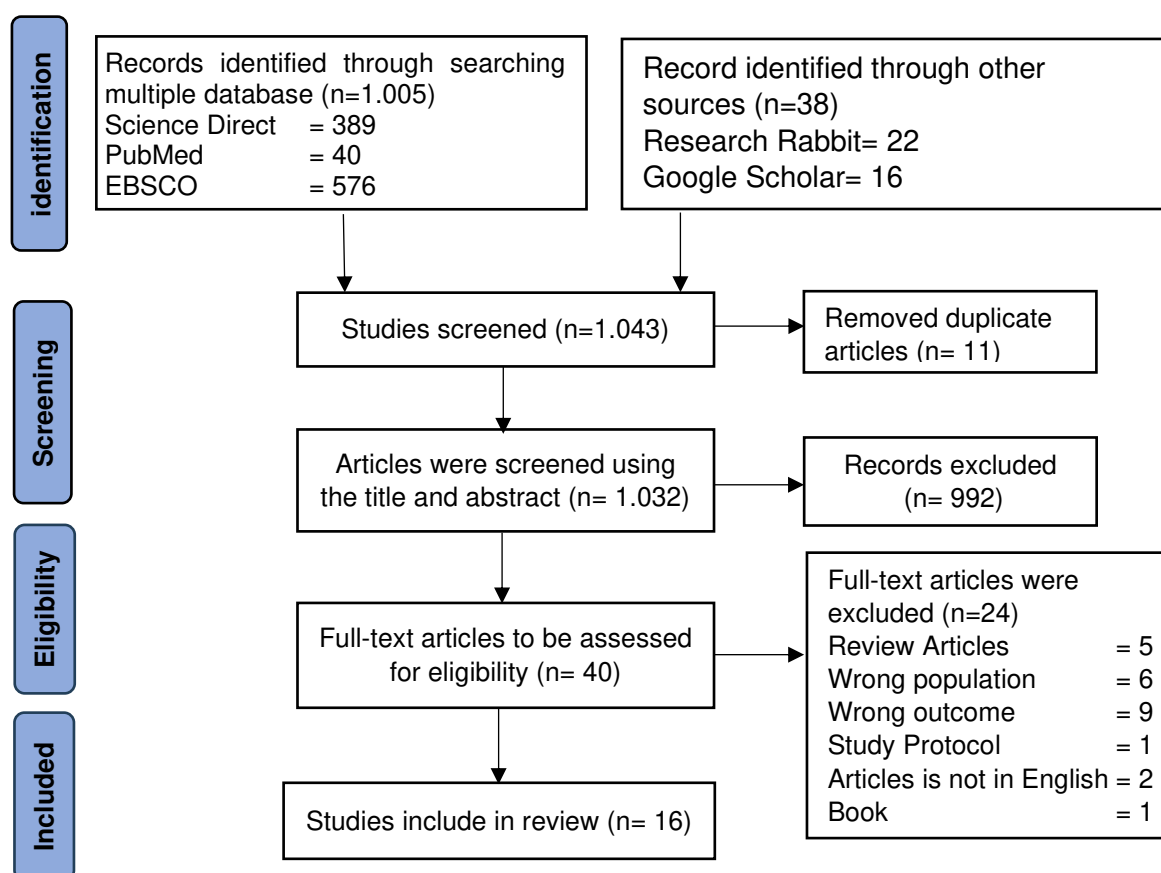 identification
Records identified through searching
multiple database (n=1.005)
Science Direct = 389
PubMed = 40
EBSCO = 576
Record identified through other
sources (n=38)
Research Rabbit= 22
Google Scholar= 16
Screening
Studies screened (n=1.043)
Removed duplicate
articles (n= 11)
Articles were screened using
the title and abstract (n= 1.032)
Records excluded
(n= 992)
Eligibility
Full-text articles to be assessed
for eligibility (n= 40)
Full-text articles were
excluded (n=24)
Review Articles = 5
Wrong population = 6
Wrong outcome = 9
Study Protocol = 1
Articles is not in English = 2
Book = 1
Included
Studies include in review (n= 16)